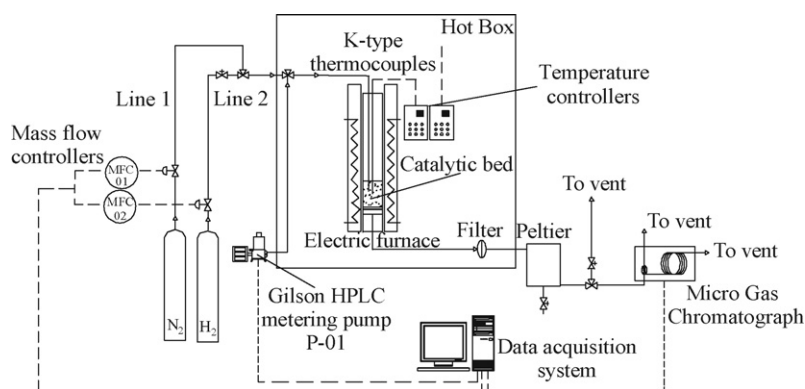 Hot Box
K-type
thermocouples
Line 1
Line 2
Temperature
controllers
Mass flow
controllers
MFC
01
MFC
02
Catalytic bed
To vent
To vent
To vent
Filter
Peltier
Electric furnace
Gilson HPLC
metering pump
P-01
N2
H2
Micro Gas
Chromatograph
Data acquisition
system